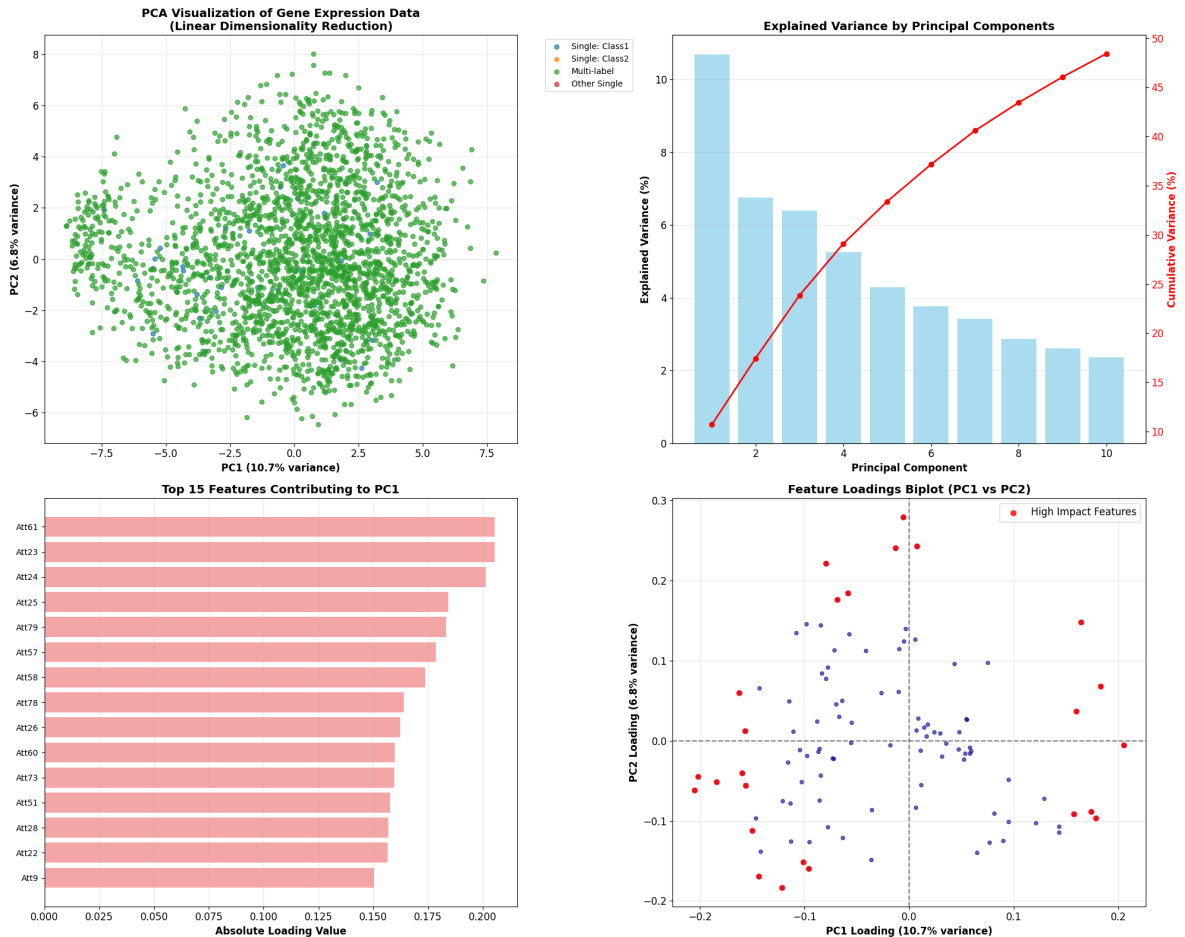 PCA Visualization of Gene Expression Data
(Linear Dimensionality Reduction)
8
6
4
2
0
−2
−4
−6
PC2 (6.8% variance)
−7.5 −5.0 −2.5 0.0 2.5 5.0 7.5
PC1 (10.7% variance)
Single: Class1
Single: Class2
Multi-label
Other Single
Explained Variance by Principal Components
10
8
6
4
2
0
Explained Variance (%)
50
45
40
35
30
25
20
15
10
Cumulative Variance (%)
2 4 6 8 10
Principal Component
Top 15 Features Contributing to PC1
Att61
Att23
Att24
Att25
Att79
Att57
Att58
Att78
Att26
Att60
Att73
Att51
Att28
Att22
Att9
0.000 0.025 0.050 0.075 0.100 0.125 0.150 0.175 0.200
Absolute Loading Value
Feature Loadings Biplot (PC1 vs PC2)
High Impact Features
0.3
0.2
0.1
0.0
−0.1
−0.2
PC2 Loading (6.8% variance)
−0.2 −0.1 0.0 0.1 0.2
PC1 Loading (10.7% variance)